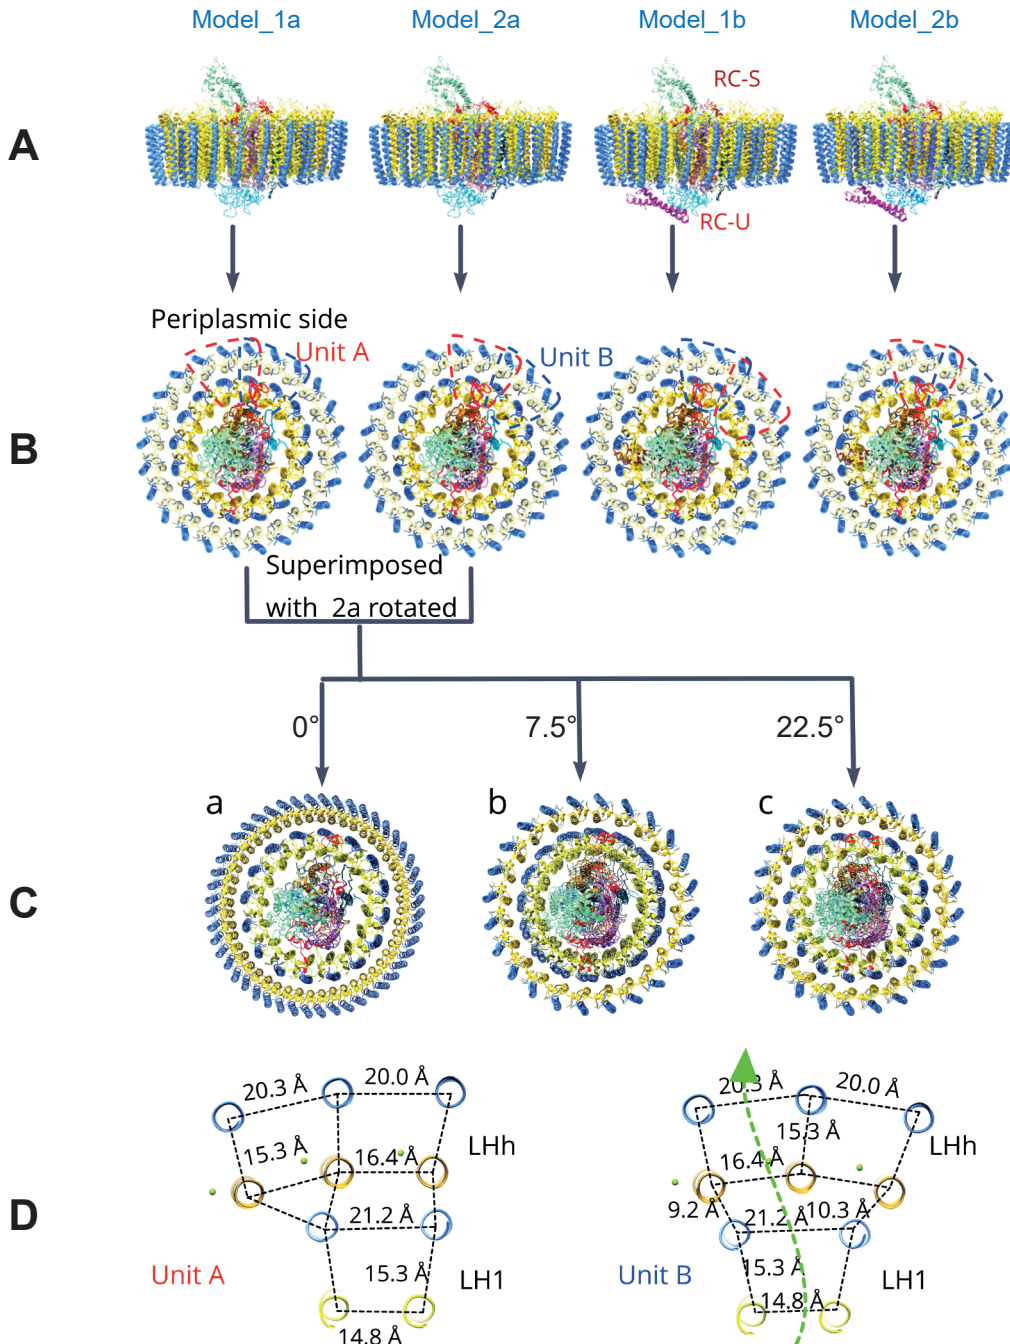 Model_1a Model_2a Model_1b Model_2b
A
RC-S
RC-U
Periplasmic side
Unit A
Unit B
B
Superimposed
with 2a rotated
0° 7.5° 22.5°
a b c
C
20.3 Å 20.0 Å 20.3 Å 20.0 Å
15.3 Å 16.4 Å LHh 15.3 Å 16.4 Å LHh
D
21.2 Å 9.2 Å 21.2 Å 10.3 Å
Unit A 15.3 Å LH1 Unit B 15.3 Å LH1
14.8 Å 14.8 Å